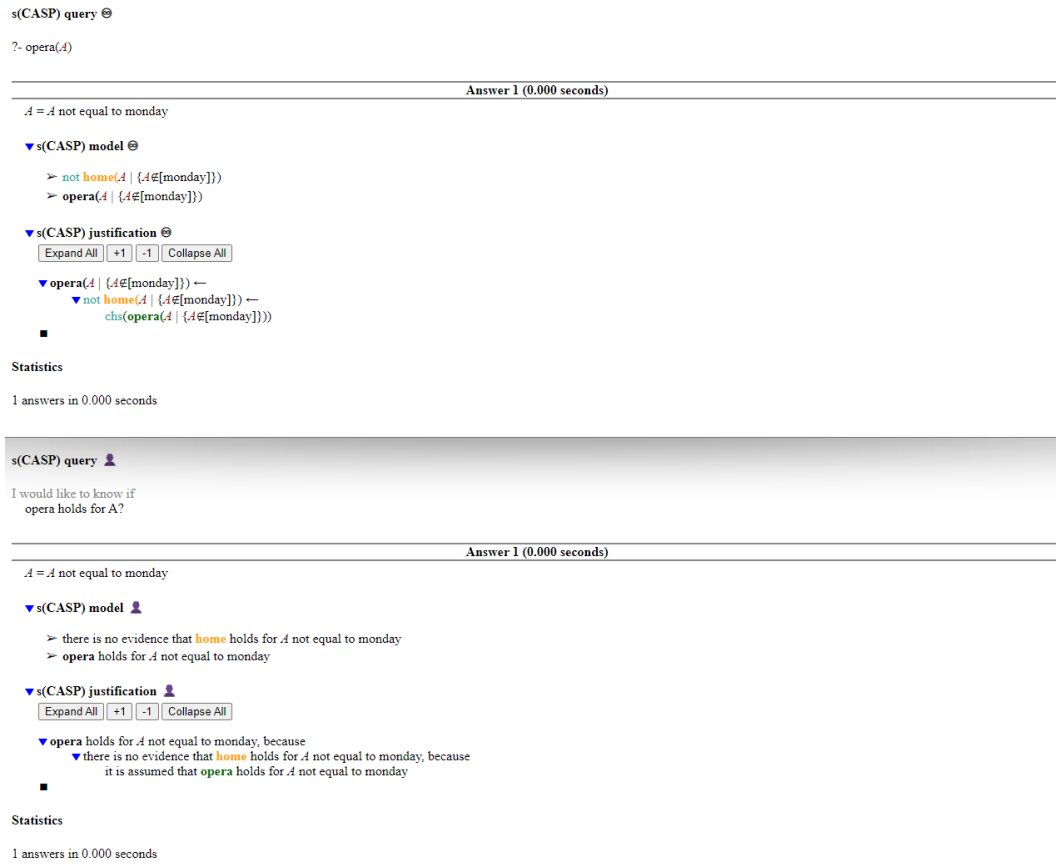 s(CASP) query ♾
?- opera(A)
Answer 1 (0.000 seconds)
A = A not equal to monday
▼ s(CASP) model ♾
➢ not home(A | {A∉[monday]})
➢ opera(A | {A∉[monday]})
▼ s(CASP) justification ♾
Expand All +1 -1 Collapse All
▼ opera(A | {A∉[monday]}) ←
▼ not home(A | {A∉[monday]}) ←
chs(opera(A | {A∉[monday]}))
■
Statistics
1 answers in 0.000 seconds
s(CASP) query 👤
I would like to know if
opera holds for A?
Answer 1 (0.000 seconds)
A = A not equal to monday
▼ s(CASP) model 👤
➢ there is no evidence that home holds for A not equal to monday
➢ opera holds for A not equal to monday
▼ s(CASP) justification 👤
Expand All +1 -1 Collapse All
▼ opera holds for A not equal to monday, because
▼ there is no evidence that home holds for A not equal to monday, because
it is assumed that opera holds for A not equal to monday
■
Statistics
1 answers in 0.000 seconds